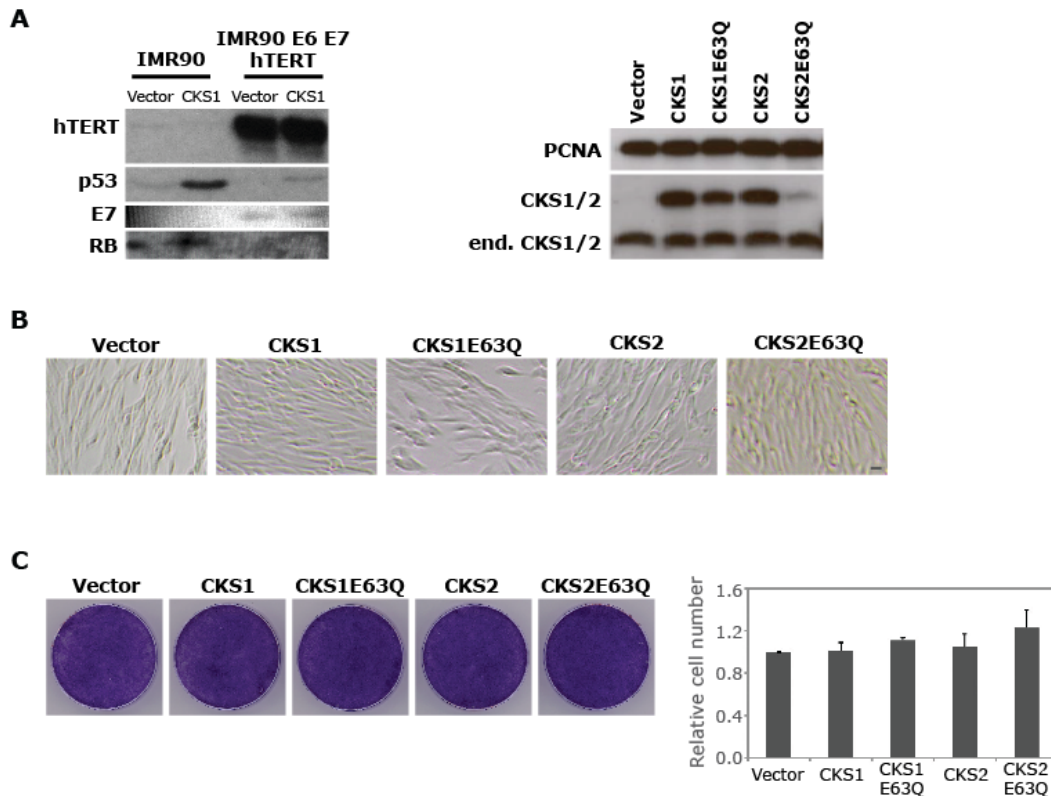 A
IMR90
IMR90 E6 E7
hTERT
Vector CKS1 Vector CKS1
hTERT
p53
E7
RB
Vector
CKS1
CKS1E63Q
CKS2
CKS2E63Q
PCNA
CKS1/2
end. CKS1/2
B
Vector CKS1 CKS1E63Q CKS2 CKS2E63Q
C
Vector CKS1 CKS1E63Q CKS2 CKS2E63Q
Relative cell number
1.6
1.2
0.8
0.4
0.0
Vector CKS1 CKS1 CKS2 CKS2
E63Q E63Q